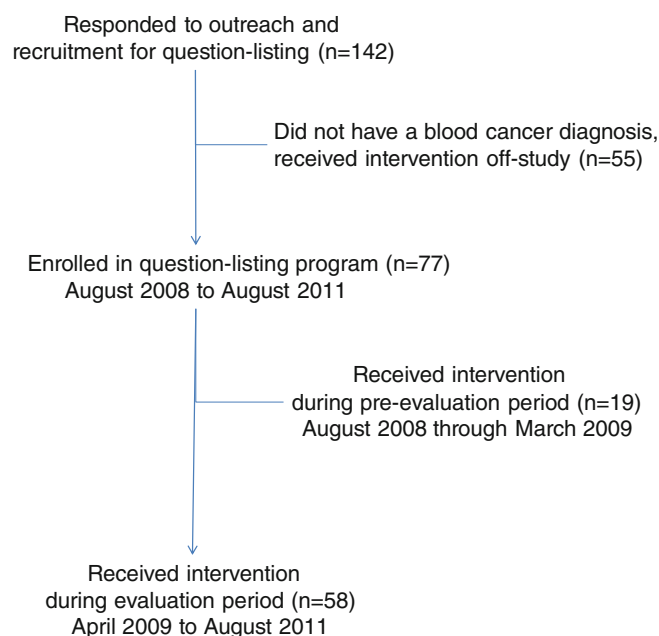 Responded to outreach and
recruitment for question-listing (n=142)
Did not have a blood cancer diagnosis,
received intervention off-study (n=55)
Enrolled in question-listing program (n=77)
August 2008 to August 2011
Received intervention
during pre-evaluation period (n=19)
August 2008 through March 2009
Received intervention
during evaluation period (n=58)
April 2009 to August 2011